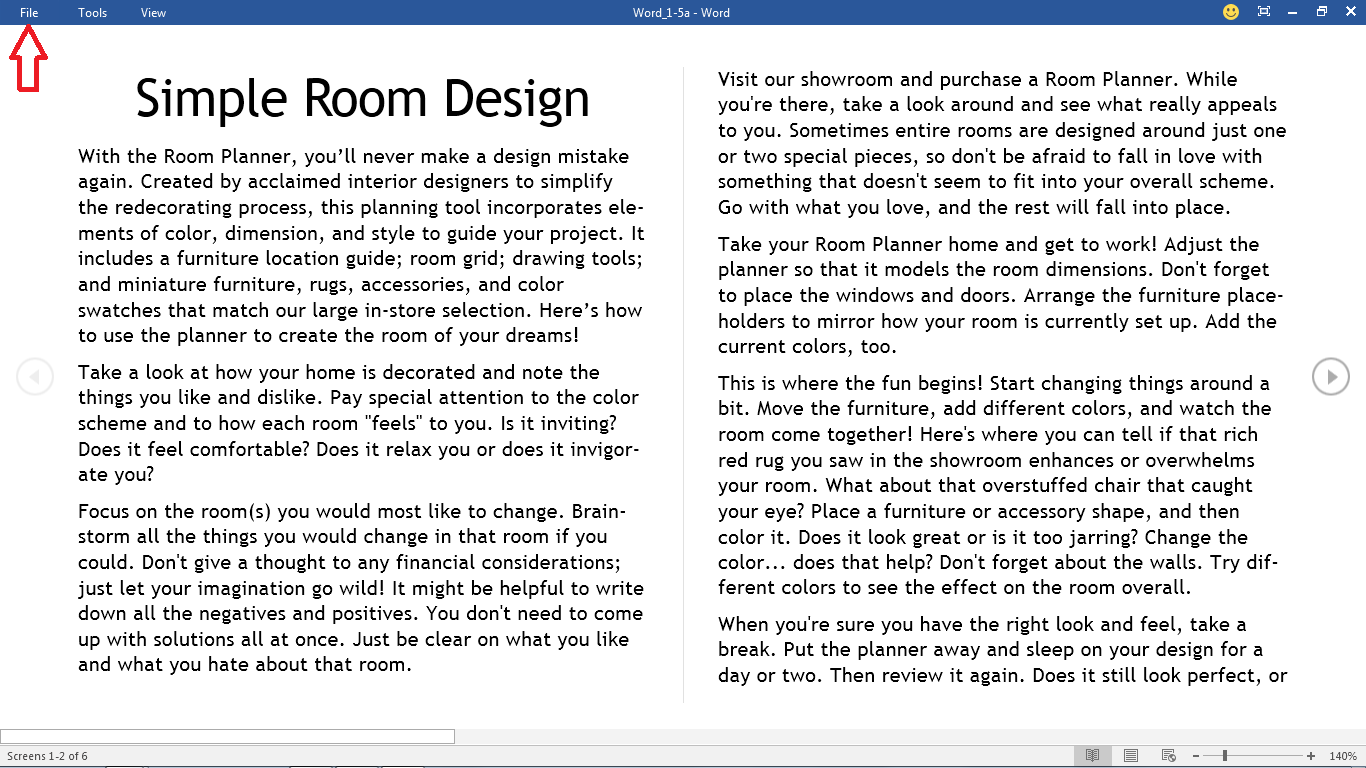 File Tools View Word_1-5a - Word
Simple Room Design
With the Room Planner, you’ll never make a design mistake
again. Created by acclaimed interior designers to simplify
the redecorating process, this planning tool incorporates ele-
ments of color, dimension, and style to guide your project. It
includes a furniture location guide; room grid; drawing tools;
and miniature furniture, rugs, accessories, and color
swatches that match our large in-store selection. Here’s how
to use the planner to create the room of your dreams!
Take a look at how your home is decorated and note the
things you like and dislike. Pay special attention to the color
scheme and to how each room "feels" to you. Is it inviting?
Does it feel comfortable? Does it relax you or does it invigor-
ate you?
Focus on the room(s) you would most like to change. Brain-
storm all the things you would change in that room if you
could. Don't give a thought to any financial considerations;
just let your imagination go wild! It might be helpful to write
down all the negatives and positives. You don't need to come
up with solutions all at once. Just be clear on what you like
and what you hate about that room.
Visit our showroom and purchase a Room Planner. While
you're there, take a look around and see what really appeals
to you. Sometimes entire rooms are designed around just one
or two special pieces, so don't be afraid to fall in love with
something that doesn't seem to fit into your overall scheme.
Go with what you love, and the rest will fall into place.
Take your Room Planner home and get to work! Adjust the
planner so that it models the room dimensions. Don't forget
to place the windows and doors. Arrange the furniture place-
holders to mirror how your room is currently set up. Add the
current colors, too.
This is where the fun begins! Start changing things around a
bit. Move the furniture, add different colors, and watch the
room come together! Here's where you can tell if that rich
red rug you saw in the showroom enhances or overwhelms
your room. What about that overstuffed chair that caught
your eye? Place a furniture or accessory shape, and then
color it. Does it look great or is it too jarring? Change the
color... does that help? Don't forget about the walls. Try dif-
ferent colors to see the effect on the room overall.
When you're sure you have the right look and feel, take a
break. Put the planner away and sleep on your design for a
day or two. Then review it again. Does it still look perfect, or
Screens 1-2 of 6 140%